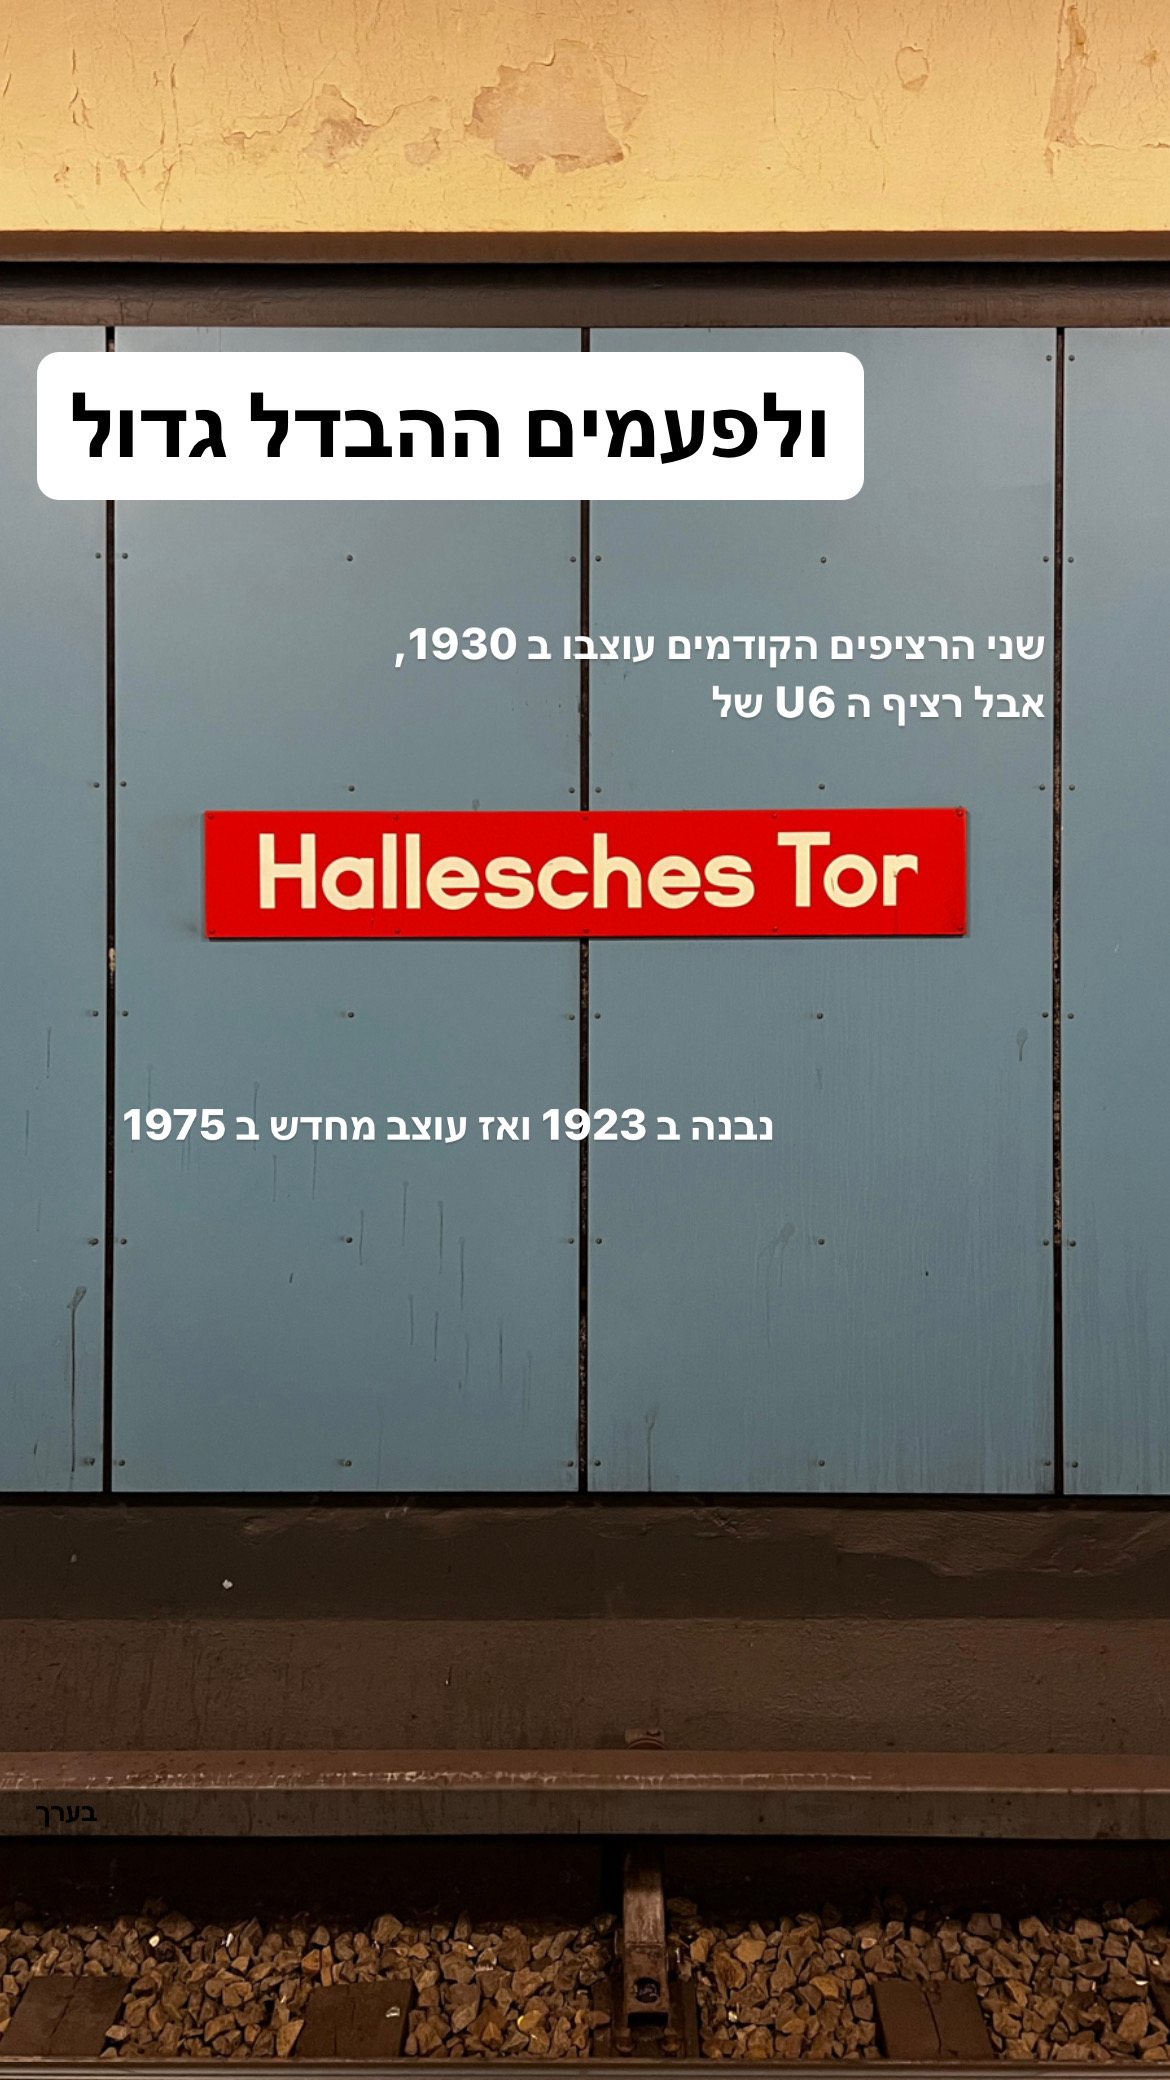 ולפעמים ההבדל גדול
שני הרציפים הקודמים עוצבו ב 1930,
אבל רציף ה U6 של
Hallesches Tor
נבנה ב 1923 ואז עוצב מחדש ב 1975
בערך